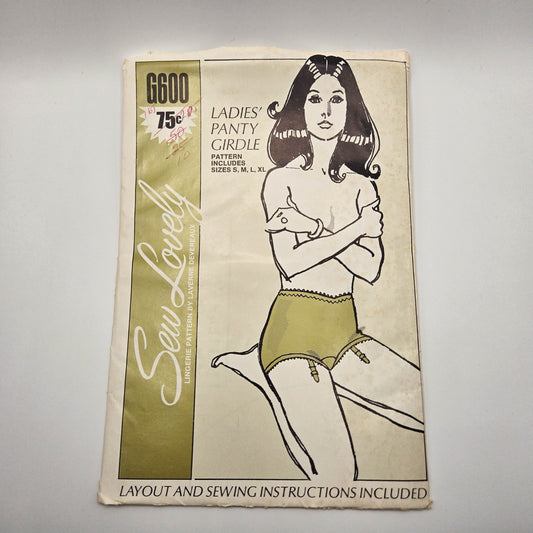 G600
75¢
LADIES'
PANTY
GIRDLE
PATTERN
INCLUDES
SIZES S, M, L, XL
Sew Lovely
LINGERIE PATTERN BY LAVERNE DEVEREAUX
LAYOUT AND SEWING INSTRUCTIONS INCLUDED